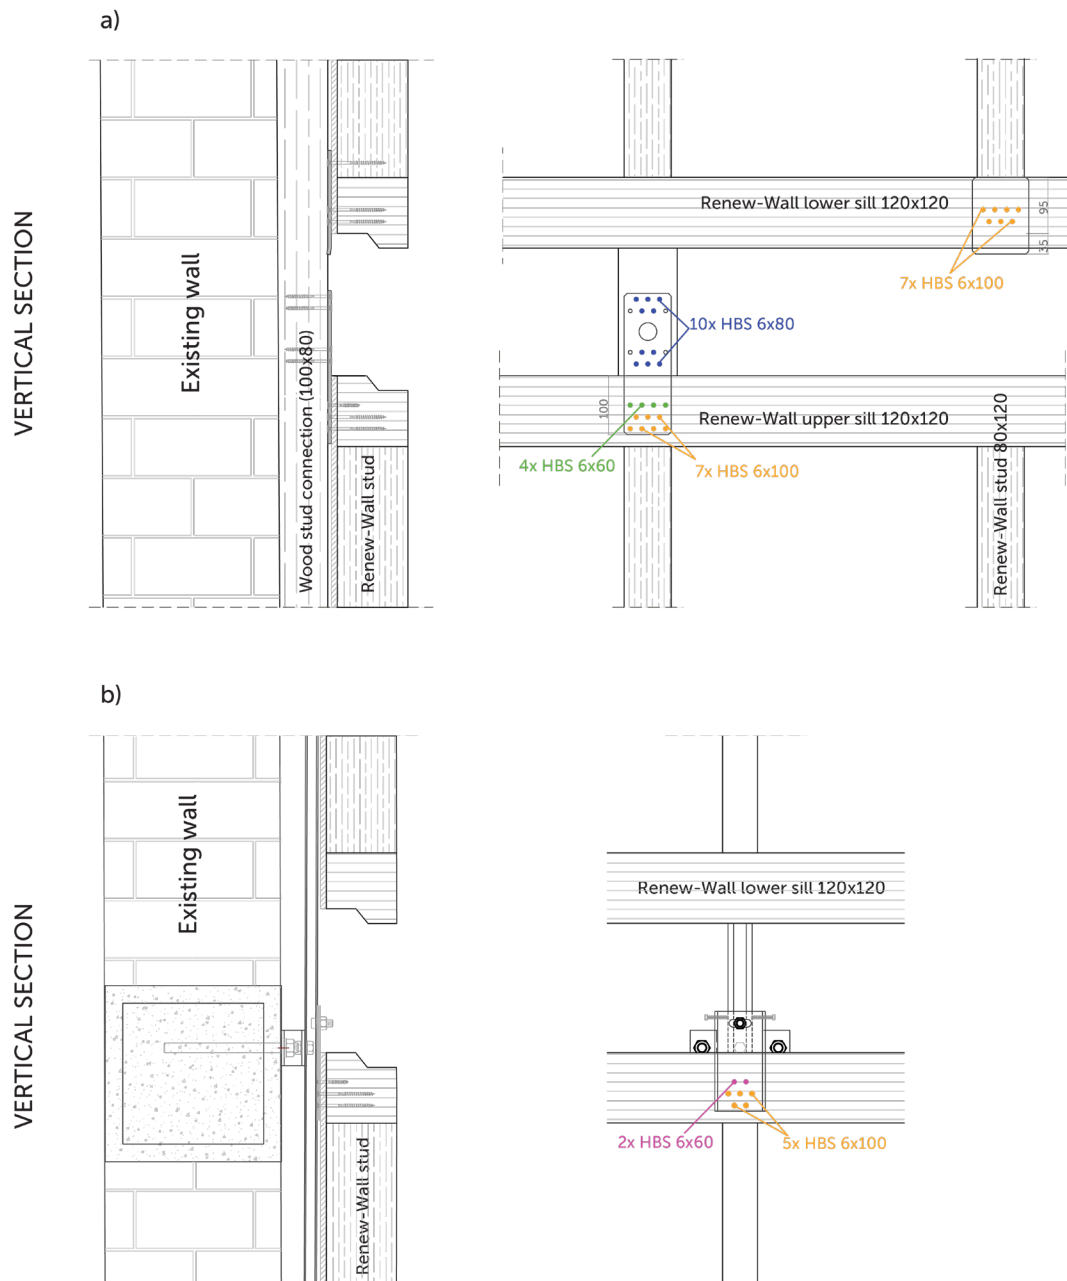 a)
VERTICAL SECTION
Existing wall
Wood stud connection (100x80)
Renew-Wall stud
Renew-Wall lower sill 120x120
95
35
7x HBS 6x100
10x HBS 6x80
100
Renew-Wall upper sill 120x120
4x HBS 6x60
7x HBS 6x100
Renew-Wall stud 80x120
b)
VERTICAL SECTION
Existing wall
Renew-Wall stud
Renew-Wall lower sill 120x120
2x HBS 6x60
5x HBS 6x100